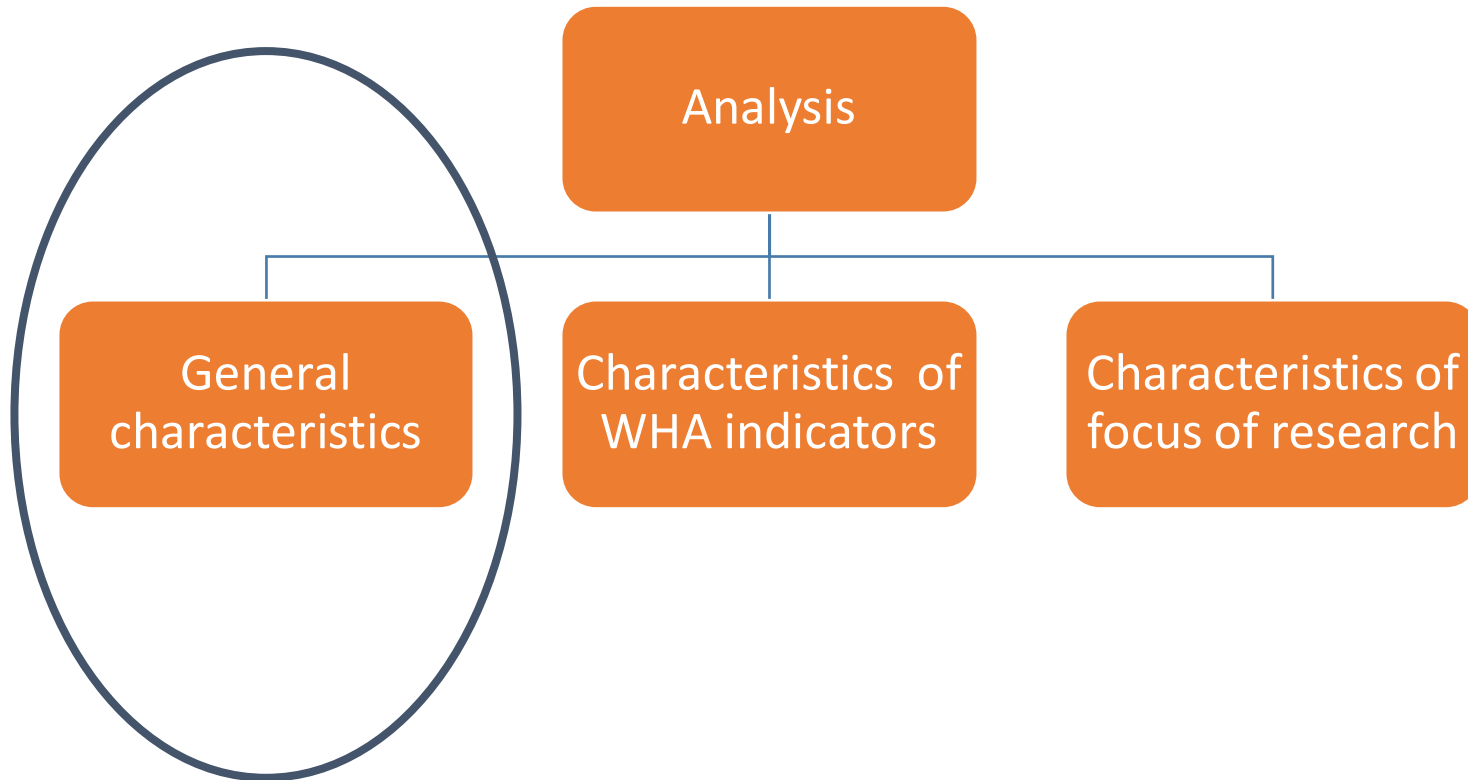 Analysis
General
characteristics
Characteristics of
WHA indicators
Characteristics of
focus of research